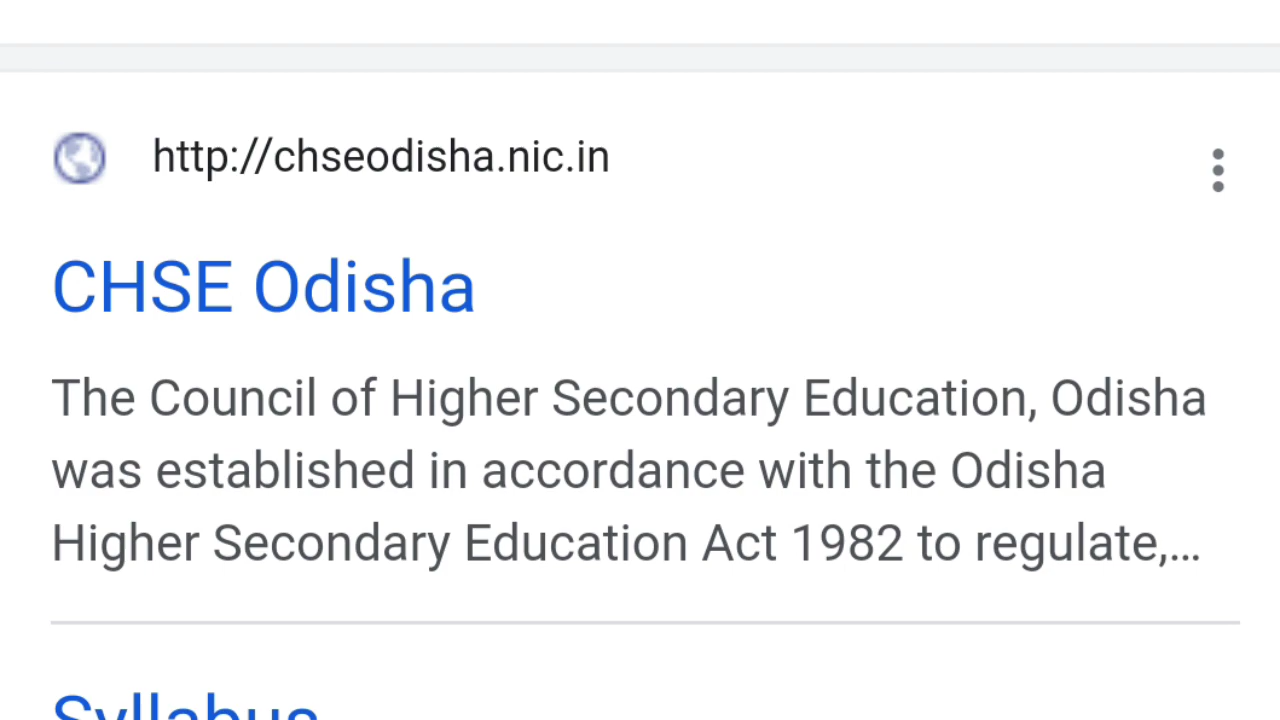 http://chseodisha.nic.in
CHSE Odisha
The Council of Higher Secondary Education, Odisha
was established in accordance with the Odisha
Higher Secondary Education Act 1982 to regulate,...
Syllabus